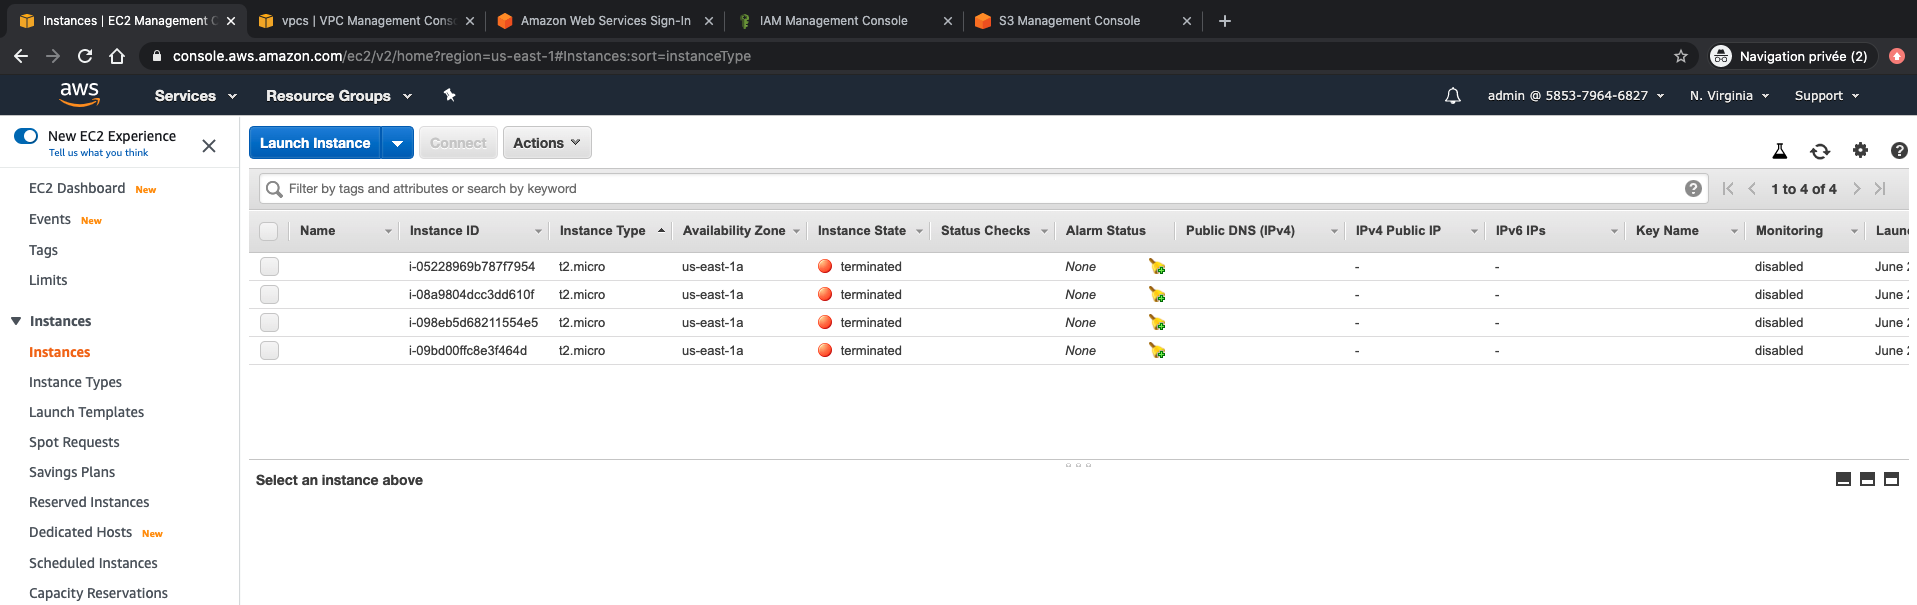 Instances | EC2 Management C
vpcs | VPC Management Conso
Amazon Web Services Sign-In
IAM Management Console
S3 Management Console
console.aws.amazon.com/ec2/v2/home?region=us-east-1#Instances:sort=instanceType
Navigation privée (2)
aws
Services
Resource Groups
admin @ 5853-7964-6827
N. Virginia
Support
New EC2 Experience
Tell us what you think
EC2 Dashboard New
Events New
Tags
Limits
Instances
Instances
Instance Types
Launch Templates
Spot Requests
Savings Plans
Reserved Instances
Dedicated Hosts New
Scheduled Instances
Capacity Reservations
Launch Instance
Connect
Actions
Filter by tags and attributes or search by keyword
1 to 4 of 4
Name Instance ID Instance Type Availability Zone Instance State Status Checks Alarm Status Public DNS (IPv4) IPv4 Public IP IPv6 IPs Key Name Monitoring Laun
i-05228969b787f7954 t2.micro us-east-1a terminated None - - disabled June 2
i-08a9804dcc3dd610f t2.micro us-east-1a terminated None - - disabled June 2
i-098eb5d68211554e5 t2.micro us-east-1a terminated None - - disabled June 2
i-09bd00ffc8e3f464d t2.micro us-east-1a terminated None - - disabled June 2
Select an instance above